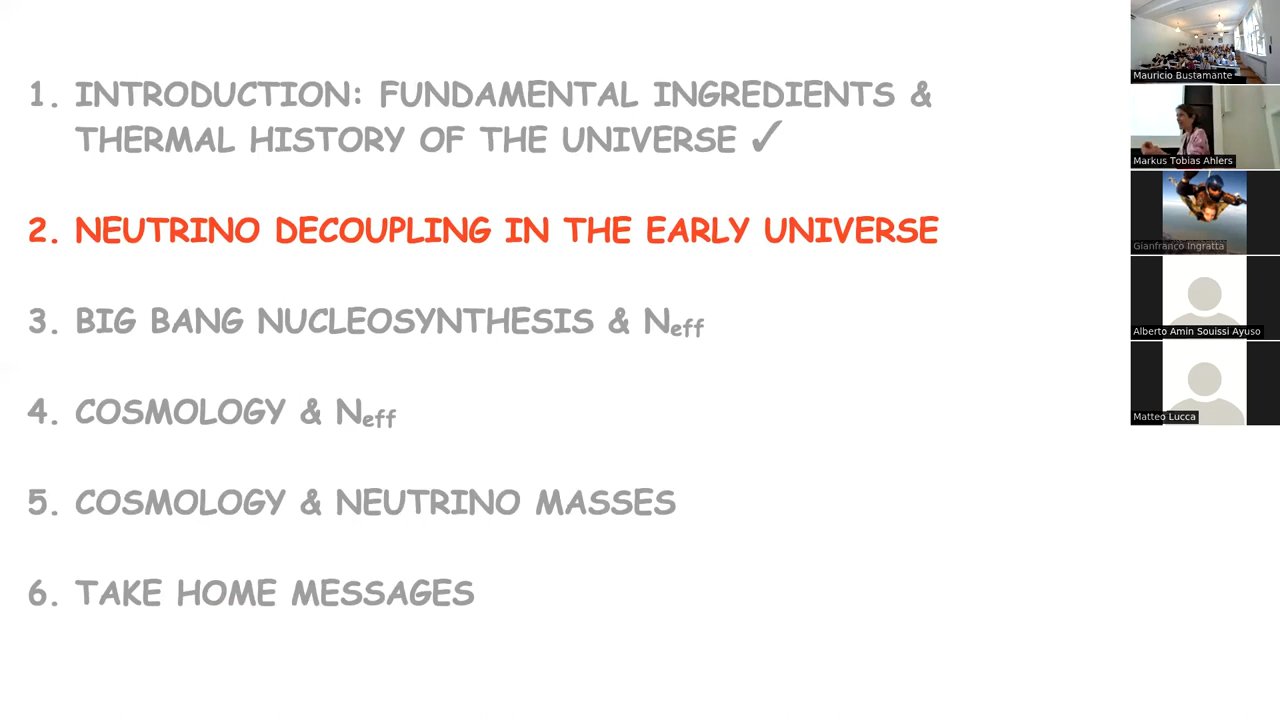 1. INTRODUCTION: FUNDAMENTAL INGREDIENTS &
THERMAL HISTORY OF THE UNIVERSE ✓
2. NEUTRINO DECOUPLING IN THE EARLY UNIVERSE
3. BIG BANG NUCLEOSYNTHESIS & Neff
4. COSMOLOGY & Neff
5. COSMOLOGY & NEUTRINO MASSES
6. TAKE HOME MESSAGES
Mauricio Bustamante
Markus Tobias Ahlers
Gianfranco Ingratta
Alberto Amin Souissi Ayuso
Matteo Lucca